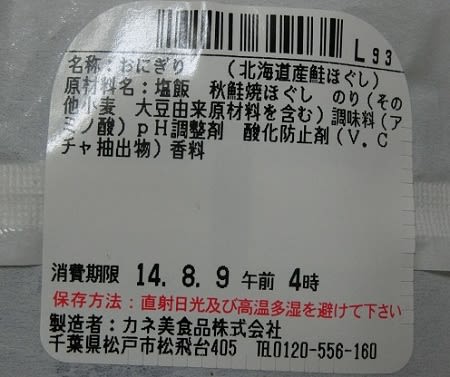 L93
名称:おにぎり (北海道産鮭ほぐし)
原材料名:塩飯 秋鮭焼ほぐし のり(その
他小麦 大豆由来原材料を含む)調味料(ア
ミノ酸)pH調整剤 酸化防止剤(V.C
チャ抽出物)香料
消費期限 14.8.9 午前 4時
保存方法:直射日光及び高温多湿を避けて下さい
製造者:カネ美食品株式会社
千葉県松戸市松飛台405 TEL0120-556-160